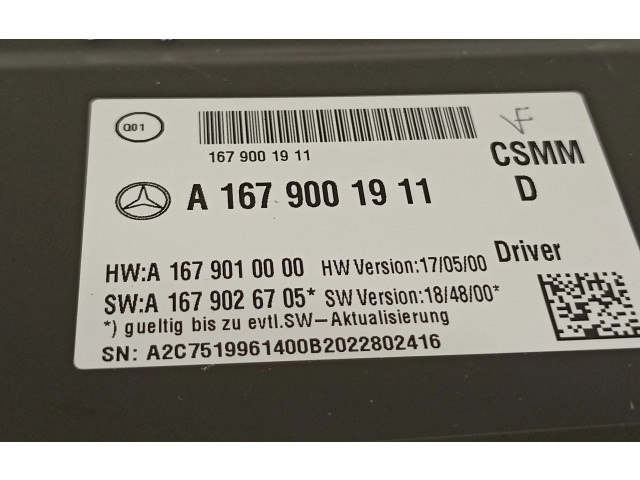 Q01
167 900 19 11
VF
CSMM
A 167 900 19 11
D
HW:A 167 901 00 00 HW Version:17/05/00
Driver
SW:A 167 902 67 05* SW Version:18/48/00*
*) gueltig bis zu evtl.SW-Aktualisierung
SN: A2C7519961400B2022802416